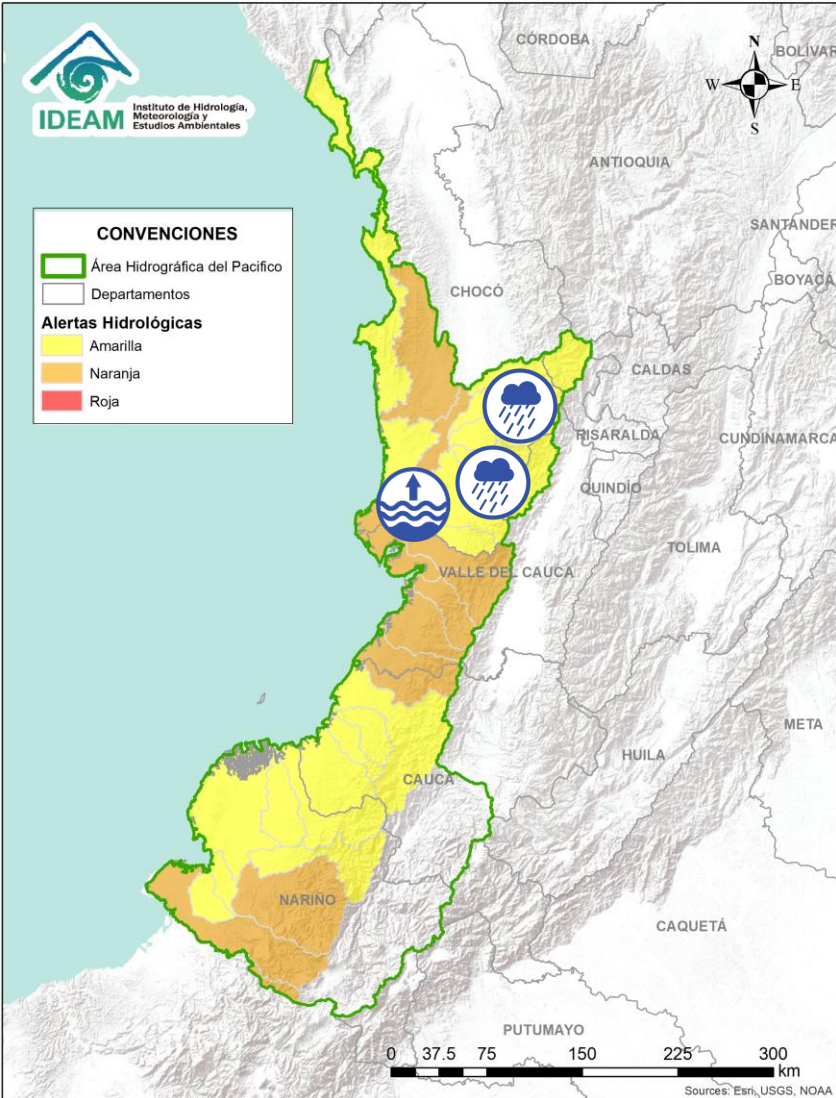 IDEAM
Instituto de Hidrología,
Meteorología y
Estudios Ambientales
N
W
E
S
CONVENCIONES
Área Hidrográfica del Pacifico
Departamentos
Alertas Hidrológicas
Amarilla
Naranja
Roja
CÓRDOBA
BOLÍVAR
ANTIOQUIA
SANTANDER
BOYACÁ
CHOCÓ
CALDAS
RISARALDA
CUNDINAMARCA
QUINDÍO
TOLIMA
VALLE DEL CAUCA
META
HUILA
CAUCA
NARIÑO
CAQUETÁ
PUTUMAYO
0 37.5 75 150 225 300
km
Sources: Esri, USGS, NOAA